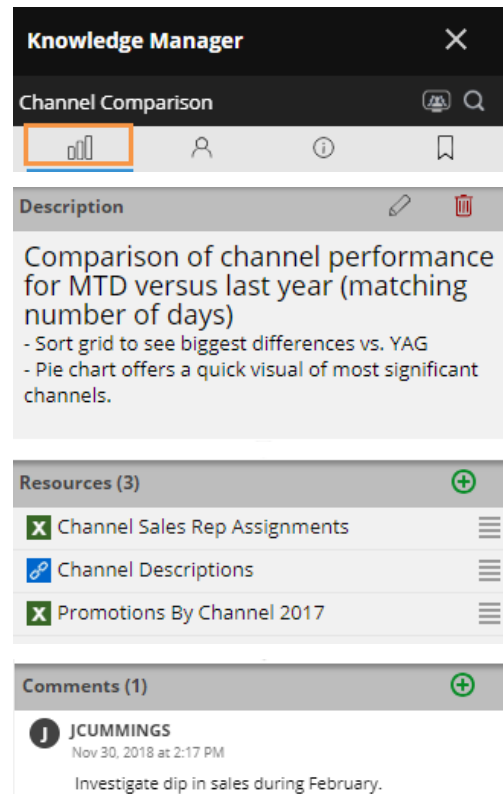 Knowledge Manager
Channel Comparison
Description
Comparison of channel performance
for MTD versus last year (matching
number of days)
- Sort grid to see biggest differences vs. YAG
- Pie chart offers a quick visual of most significant
channels.
Resources (3)
Channel Sales Rep Assignments
Channel Descriptions
Promotions By Channel 2017
Comments (1)
J JCUMMINGS
Nov 30, 2018 at 2:17 PM
Investigate dip in sales during February.